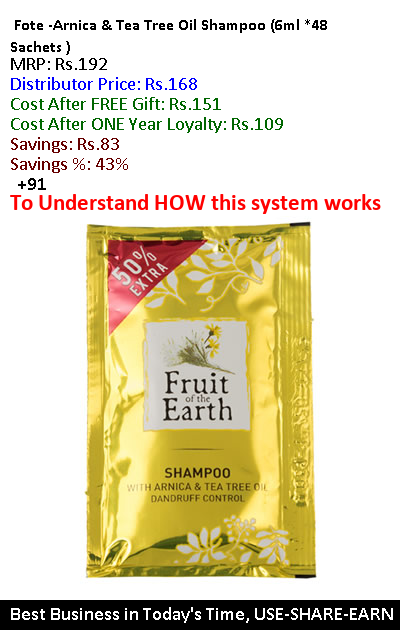 Fote -Arnica & Tea Tree Oil Shampoo (6ml *48
Sachets )
MRP: Rs.192
Distributor Price: Rs.168
Cost After FREE Gift: Rs.151
Cost After ONE Year Loyalty: Rs.109
Savings: Rs.83
Savings %: 43%
+91
To Understand HOW this system works
50%
EXTRA
Fruit
of the
Earth
SHAMPOO
WITH ARNICA & TEA TREE OIL
DANDRUFF CONTROL
Best Business in Today's Time, USE-SHARE-EARN